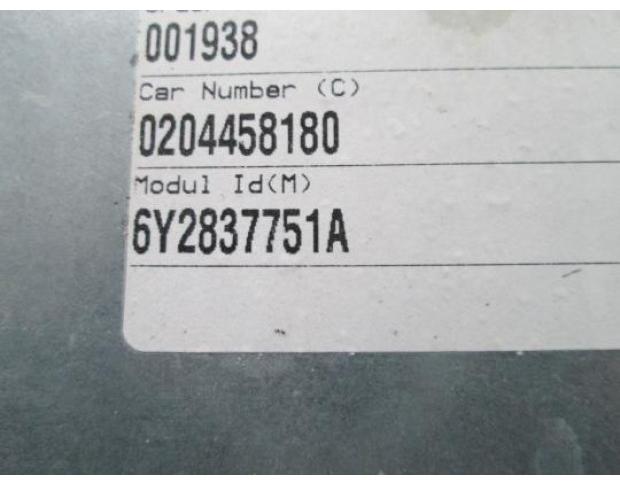 001938
Car Number (C)
0204458180
Modul Id(M)
6Y2837751A